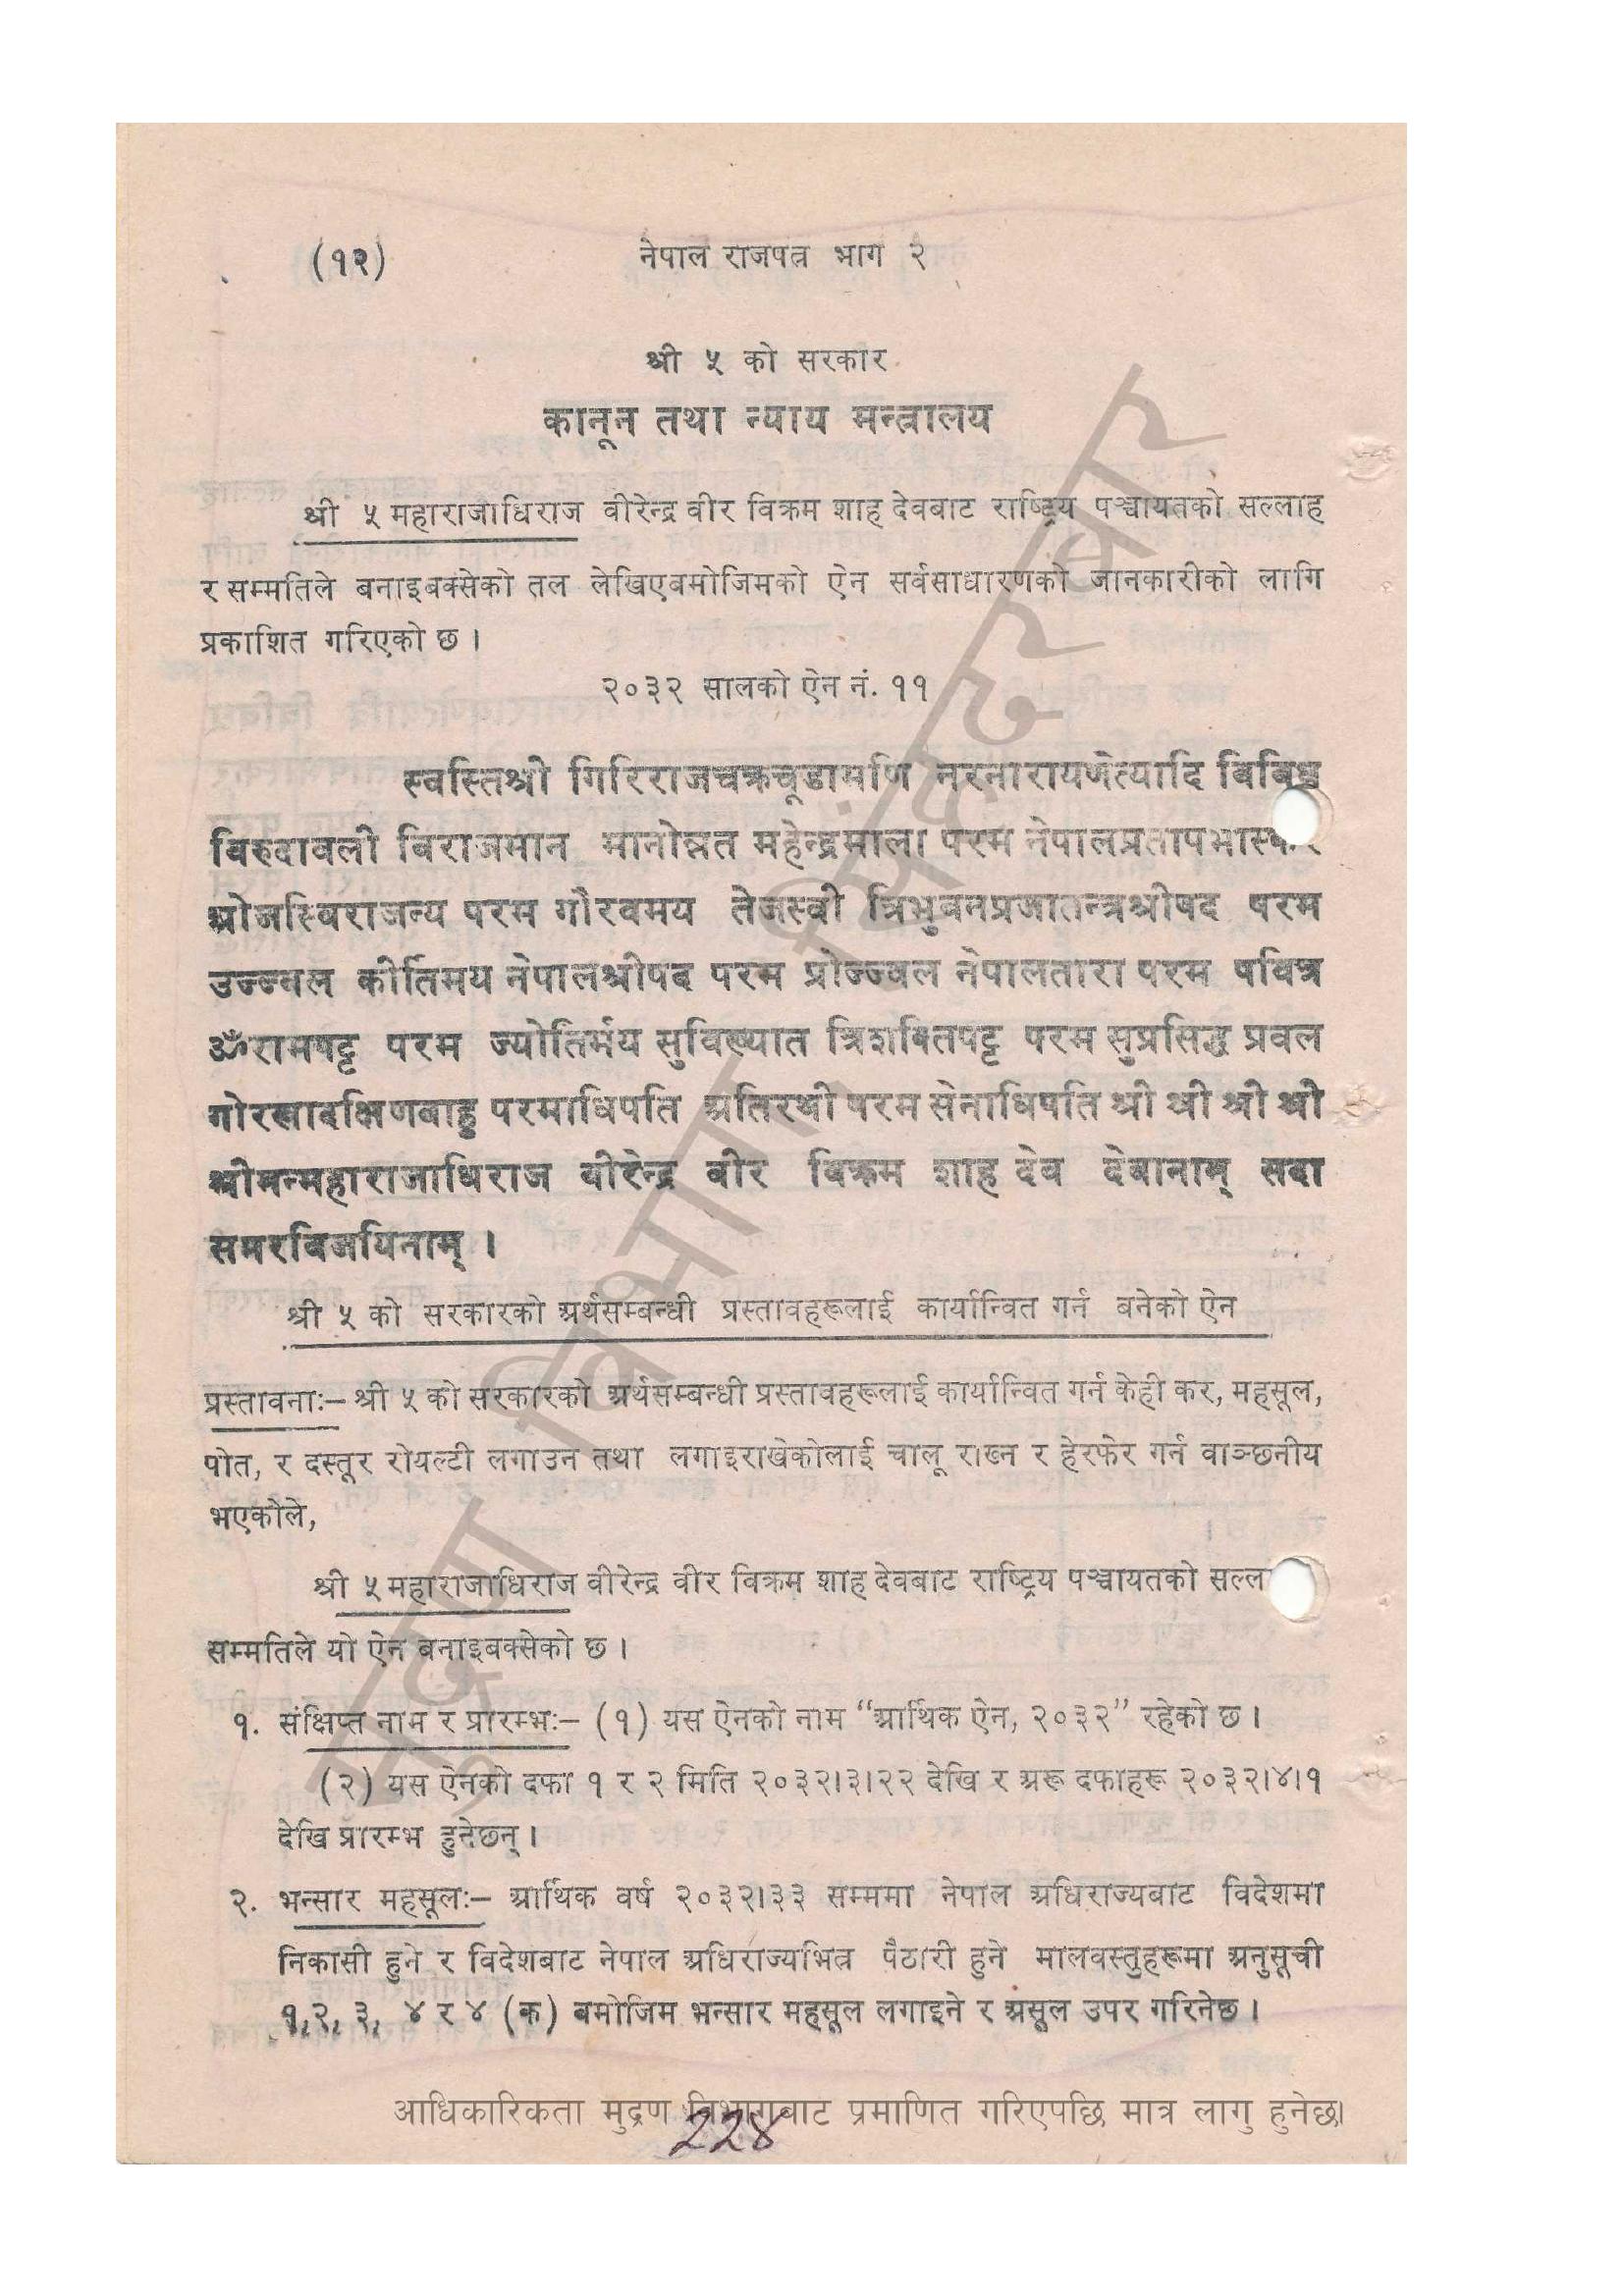 (१२)
नेपाल राजपत्र भाग २
श्री ५ को सरकार
कानून तथा न्याय मन्त्रालय
श्री ५ महाराजाधिराज वीरेन्द्र वीर विक्रम शाह देवबाट राष्ट्रिय पञ्चायतको सल्लाह
र सम्मतिले बनाइबक्सेको तल लेखिएबमोजिमको ऐन सर्वसाधारणको जानकारीको लागि
प्रकाशित गरिएको छ ।
२०३२ सालको ऐन नं. ११
स्वस्तिश्री गिरिराजचक्रचूडामणि नरनारायणेत्यादि विविध
विरुदावली विराजमान मानोन्नत महेन्द्रमाला परम नेपालप्रतापभास्कर
ओजस्विराजन्य परम गौरवमय तेजस्वी त्रिभुवनप्रजातन्त्रश्रीपद परम
उज्ज्वल कीर्तिमय नेपालश्रीपद परम प्रोज्ज्वल नेपालतारा परम पवित्र
ॐरामपट्ट परम ज्योतिर्मय सुविख्यात त्रिशक्तिपट्ट परम सुप्रसिद्ध प्रवल
गोरखादक्षिणवाहु परमाधिपति अतिरथी परम सेनाधिपति श्री श्री श्री श्री
श्रीमन्महाराजाधिराज वीरेन्द्र वीर विक्रम शाह देव देवानाम् सदा
समरविजयिनाम् ।
श्री ५ को सरकारको अर्थसम्बन्धी प्रस्तावहरूलाई कार्यान्वित गर्न बनेको ऐन
प्रस्तावनाः– श्री ५ को सरकारको अर्थसम्बन्धी प्रस्तावहरूलाई कार्यान्वित गर्न केही कर, महसूल,
पोत, र दस्तूर रोयल्टी लगाउन तथा लगाइराखेकोलाई चालू राख्न र हेरफेर गर्न वाञ्छनीय
भएकोले,
श्री ५ महाराजाधिराज वीरेन्द्र वीर विक्रम शाह देवबाट राष्ट्रिय पञ्चायतको सल्ल
सम्मतिले यो ऐन बनाइबक्सेको छ ।
१. संक्षिप्त नाम र प्रारम्भः– (१) यस ऐनको नाम “आर्थिक ऐन, २०३२” रहेको छ ।
(२) यस ऐनको दफा १ र २ मिति २०३२।३।२२ देखि र अरू दफाहरू २०३२।४।१
देखि प्रारम्भ हुनेछन् ।
२. भन्सार महसूलः– आर्थिक वर्ष २०३२।३३ सम्ममा नेपाल अधिराज्यबाट विदेशमा
निकासी हुने र विदेशबाट नेपाल अधिराज्यभित्र पैठारी हुने मालवस्तुहरूमा अनुसूची
१,२, ३, ४ र ४ (क) बमोजिम भन्सार महसूल लगाइने र असूल उपर गरिनेछ ।
आधिकारिकता मुद्रण विभागबाट प्रमाणित गरिएपछि मात्र लागु हुनेछ।
228
मुद्रण विभाग, सिंहदरबार